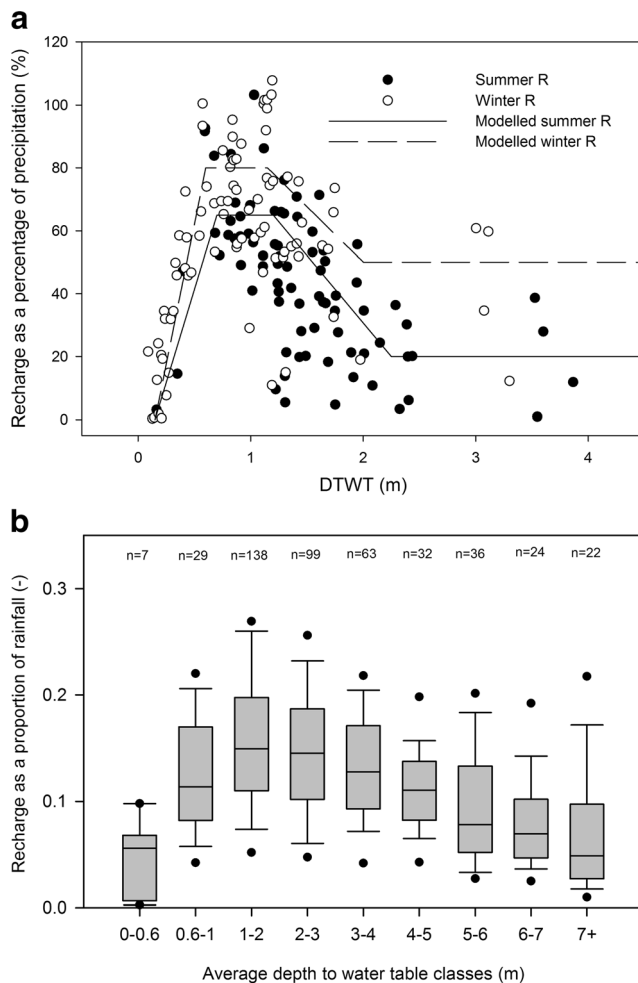 a
Recharge as a percentage of precipitation (%)
120
100
80
60
40
20
0
Summer R
Winter R
Modelled summer R
Modelled winter R
0 1 2 3 4
DTWT (m)
b
Recharge as a proportion of rainfall (-)
n=7 n=29 n=138 n=99 n=63 n=32 n=36 n=24 n=22
0.3
0.2
0.1
0.0
0-0.6 0.6-1 1-2 2-3 3-4 4-5 5-6 6-7 7+
Average depth to water table classes (m)